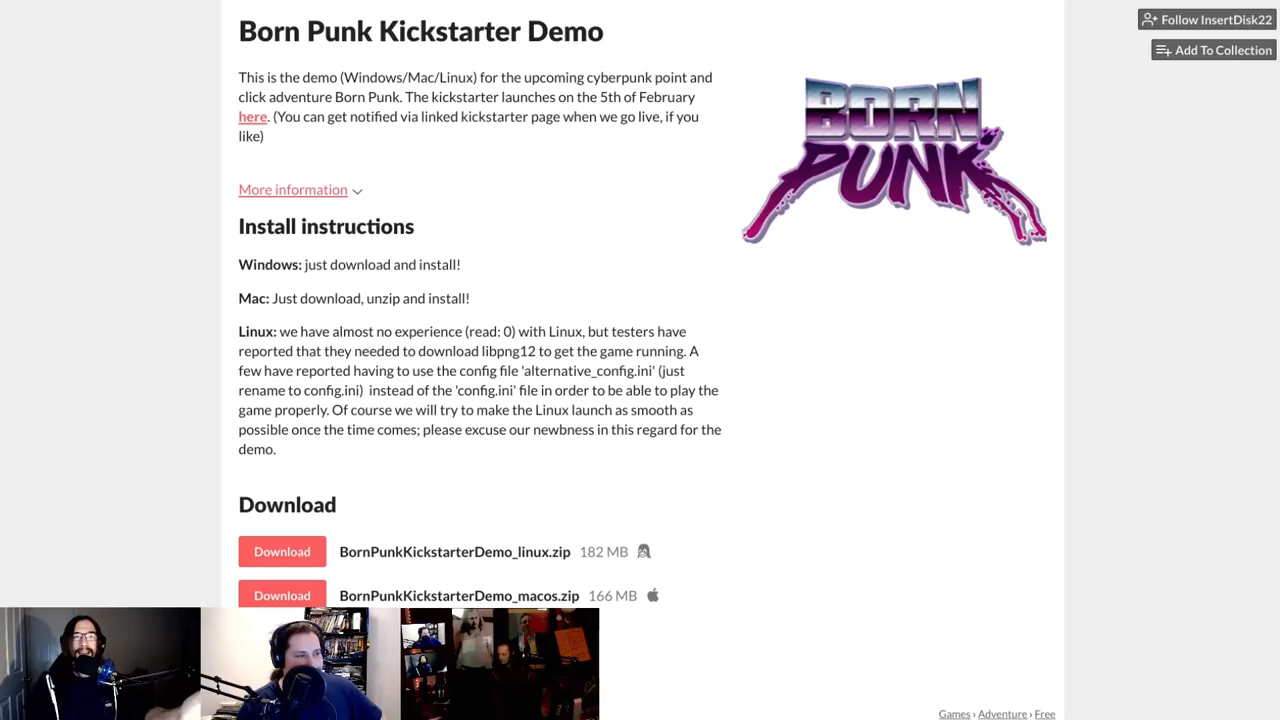 Born Punk Kickstarter Demo
Follow InsertDisk22
Add To Collection
This is the demo (Windows/Mac/Linux) for the upcoming cyberpunk point and
click adventure Born Punk. The kickstarter launches on the 5th of February
here. (You can get notified via linked kickstarter page when we go live, if you
like)
BORN
PUNK
More information
Install instructions
Windows: just download and install!
Mac: Just download, unzip and install!
Linux: we have almost no experience (read: 0) with Linux, but testers have
reported that they needed to download libpng12 to get the game running. A
few have reported having to use the config file 'alternative_config.ini' (just
rename to config.ini)  instead of the 'config.ini' file in order to be able to play the
game properly. Of course we will try to make the Linux launch as smooth as
possible once the time comes; please excuse our newbness in this regard for the
demo.
Download
Download BornPunkKickstarterDemo_linux.zip 182 MB
Download BornPunkKickstarterDemo_macos.zip 166 MB
Games › Adventure › Free